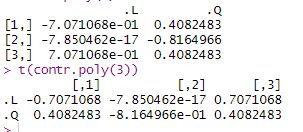 .L .Q
[1,] -7.071068e-01 0.4082483
[2,] -7.850462e-17 -0.8164966
[3,] 7.071068e-01 0.4082483
> t(contr.poly(3))
[,1] [,2] [,3]
.L -0.7071068 -7.850462e-17 0.7071068
.Q 0.4082483 -8.164966e-01 0.4082483
>